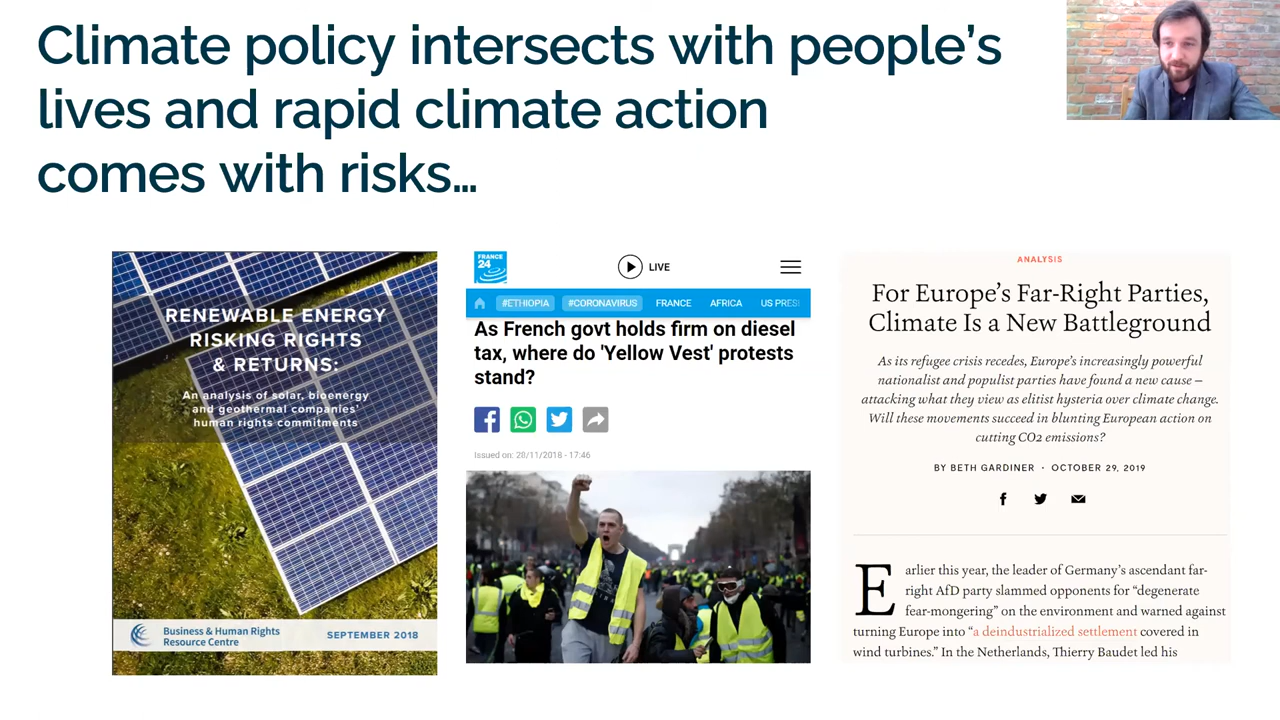 Climate policy intersects with people's
lives and rapid climate action
comes with risks...
RENEWABLE ENERGY
RISKING RIGHTS
& RETURNS:
An analysis of solar, bioenergy
and geothermal companies'
human rights commitments
Business & Human Rights
Resource Centre
SEPTEMBER 2018
FRANCE
24
LIVE
#ETHIOPIA
#CORONAVIRUS
FRANCE
AFRICA
US PRES
As French govt holds firm on diesel
tax, where do 'Yellow Vest' protests
stand?
Issued on: 28/11/2018 - 17:46
ANALYSIS
For Europe's Far-Right Parties,
Climate Is a New Battleground
As its refugee crisis recedes, Europe's increasingly powerful
nationalist and populist parties have found a new cause –
attacking what they view as elitist hysteria over climate change.
Will these movements succeed in blunting European action on
cutting CO2 emissions?
BY BETH GARDINER • OCTOBER 29, 2019
Earlier this year, the leader of Germany's ascendant far-
right AfD party slammed opponents for "degenerate
fear-mongering" on the environment and warned against
turning Europe into "a deindustrialized settlement covered in
wind turbines." In the Netherlands, Thierry Baudet led his